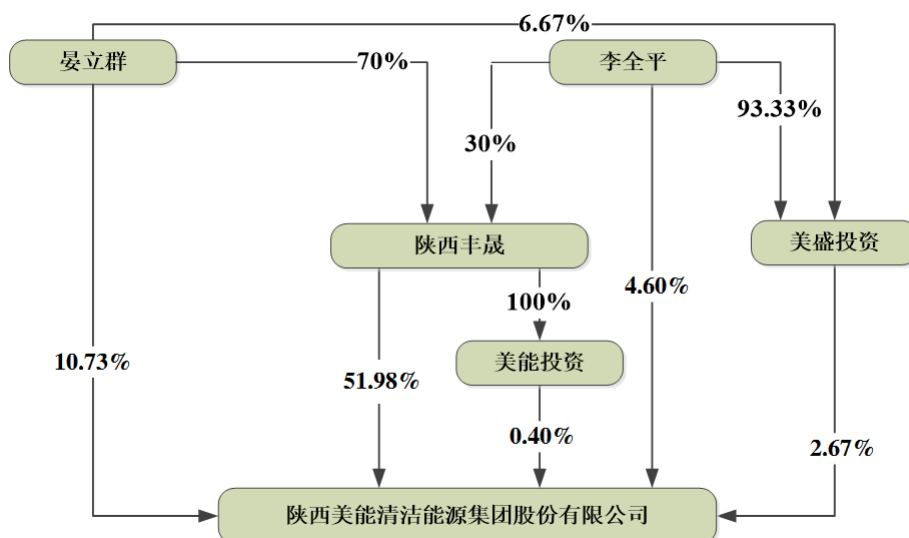 6.67%
晏立群
70%
李全平
93.33%
30%
陕西丰晟
美盛投资
4.60%
100%
10.73%
51.98%
美能投资
0.40%
2.67%
陕西美能清洁能源集团股份有限公司